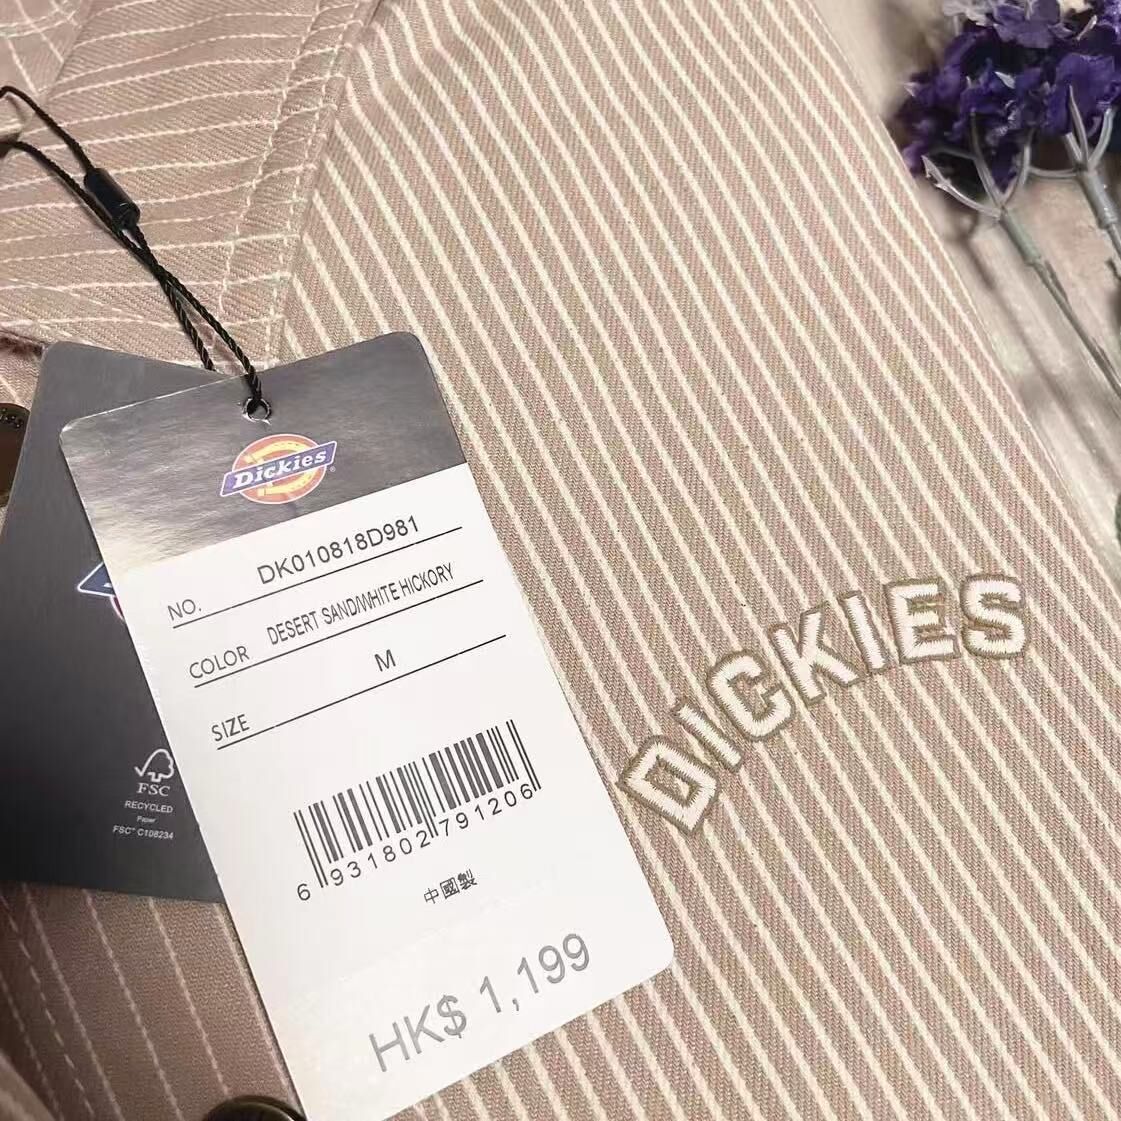 Dickies
NO. DK010818D981
COLOR DESERT SAND/WHITE HICKORY
SIZE M
6 931802 791206
中國製
HK$ 1,199
FSC
RECYCLED
Paper
FSC™ C108234
DICKIES